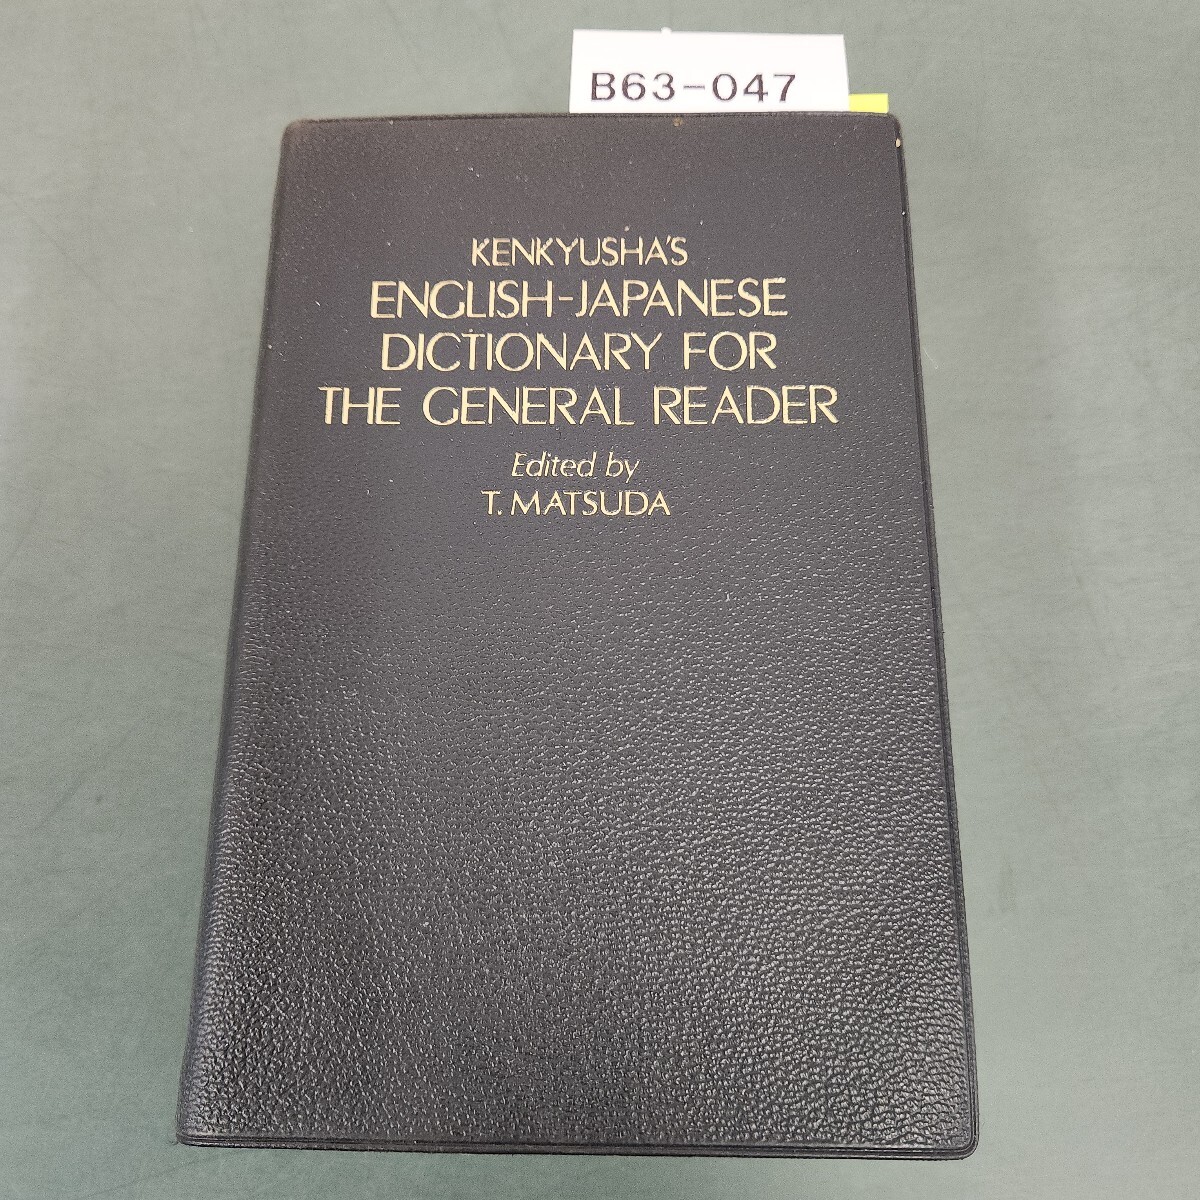 B63-047
KENKYUSHA'S
ENGLISH-JAPANESE
DICTIONARY FOR
THE GENERAL READER
Edited by
T. MATSUDA